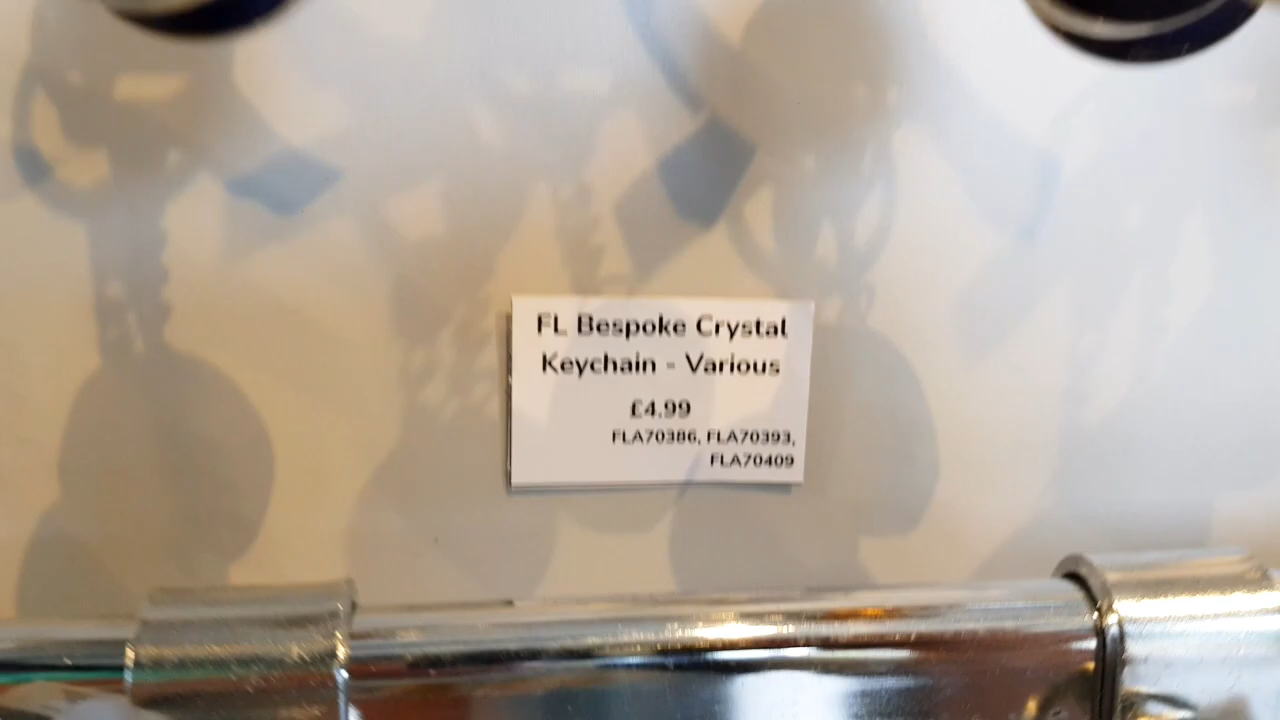 FL Bespoke Crystal
Keychain - Various
£4.99
FLA70386, FLA70393,
FLA70409